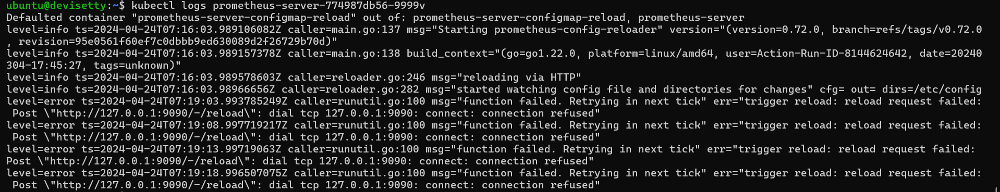 ubuntu@devisetty:~$ kubectl logs prometheus-server-774987db56-9999v
Defaulted container "prometheus-server-configmap-reload" out of: prometheus-server-configmap-reload, prometheus-server
level=info ts=2024-04-24T07:16:03.989106082Z caller=main.go:137 msg="Starting prometheus-config-reloader" version="(version=0.72.0, branch=refs/tags/v0.72.0
, revision=95e0561f60ef7c0dbbb9ed630089d2f26729b70d)"
level=info ts=2024-04-24T07:16:03.989157378Z caller=main.go:138 build_context="(go=go1.22.0, platform=linux/amd64, user=Action-Run-ID-8144624642, date=20240
304-17:45:27, tags=unknown)"
level=info ts=2024-04-24T07:16:03.989578603Z caller=reloader.go:246 msg="reloading via HTTP"
level=info ts=2024-04-24T07:16:03.98966656Z caller=reloader.go:282 msg="started watching config file and directories for changes" cfg= out= dirs=/etc/config
level=error ts=2024-04-24T07:19:03.993785249Z caller=runutil.go:100 msg="function failed. Retrying in next tick" err="trigger reload: reload request failed:
 Post \"http://127.0.0.1:9090/-/reload\": dial tcp 127.0.0.1:9090: connect: connection refused"
level=error ts=2024-04-24T07:19:08.997719217Z caller=runutil.go:100 msg="function failed. Retrying in next tick" err="trigger reload: reload request failed:
 Post \"http://127.0.0.1:9090/-/reload\": dial tcp 127.0.0.1:9090: connect: connection refused"
level=error ts=2024-04-24T07:19:13.99719063Z caller=runutil.go:100 msg="function failed. Retrying in next tick" err="trigger reload: reload request failed:
Post \"http://127.0.0.1:9090/-/reload\": dial tcp 127.0.0.1:9090: connect: connection refused"
level=error ts=2024-04-24T07:19:18.996507075Z caller=runutil.go:100 msg="function failed. Retrying in next tick" err="trigger reload: reload request failed:
 Post \"http://127.0.0.1:9090/-/reload\": dial tcp 127.0.0.1:9090: connect: connection refused"